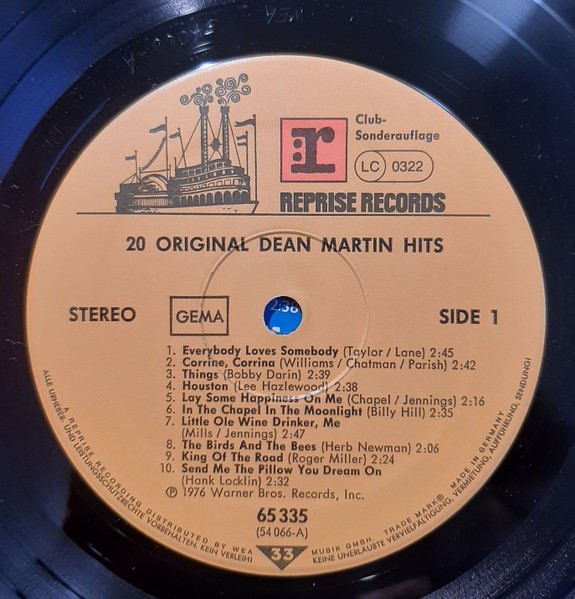 Club-
Sonderauflage
r
LC 0322
REPRISE RECORDS
20 ORIGINAL DEAN MARTIN HITS
STEREO
GEMA
SIDE 1
2:38
1. Everybody Loves Somebody (Taylor / Lane) 2:45
2. Corrine, Corrina (Williams / Chatman / Parish) 2:42
3. Things (Bobby Darin) 2:39
4. Houston (Lee Hazlewood) 2:38
5. Lay Some Happiness On Me (Chapel / Jennings) 2:16
6. In The Chapel In The Moonlight (Billy Hill) 2:35
7. Little Ole Wine Drinker, Me
(Mills / Jennings) 2:47
8. The Birds And The Bees (Herb Newman) 2:06
9. King Of The Road (Roger Miller) 2:24
10. Send Me The Pillow You Dream On
(Hank Locklin) 2:32
℗ 1976 Warner Bros. Records, Inc.
65 335
(54 066-A)
33
A REPRISE RECORDING DISTRIBUTED BY WEA MUSIK GMBH. TRADE MARK® MADE IN GERMANY
ALLE URHEBER- UND LEISTUNGSSCHUTZRECHTE VORBEHALTEN. KEIN VERLEIH! KEINE UNERLAUBTE VERVIELFÄLTIGUNG, VERMIETUNG, AUFFÜHRUNG, SENDUNG!